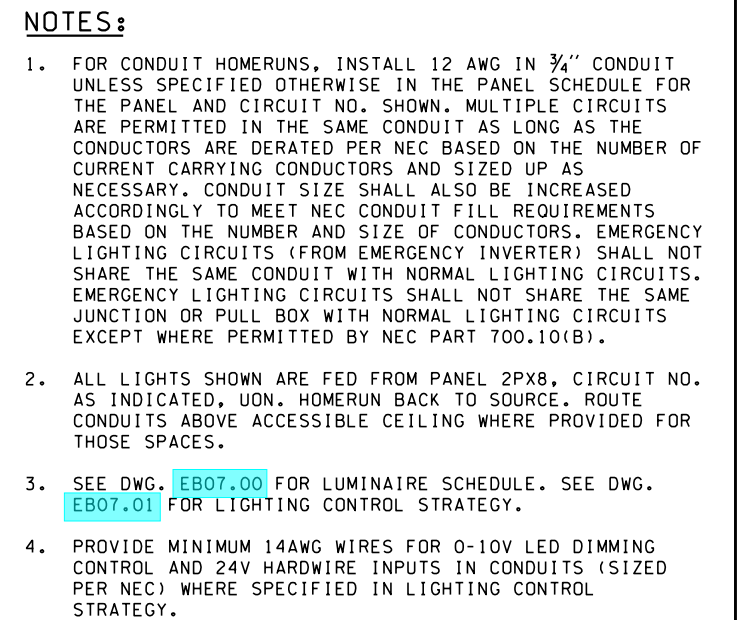 NOTES:
1. FOR CONDUIT HOMERUNS, INSTALL 12 AWG IN ¾'' CONDUIT
UNLESS SPECIFIED OTHERWISE IN THE PANEL SCHEDULE FOR
THE PANEL AND CIRCUIT NO. SHOWN. MULTIPLE CIRCUITS
ARE PERMITTED IN THE SAME CONDUIT AS LONG AS THE
CONDUCTORS ARE DERATED PER NEC BASED ON THE NUMBER OF
CURRENT CARRYING CONDUCTORS AND SIZED UP AS
NECESSARY. CONDUIT SIZE SHALL ALSO BE INCREASED
ACCORDINGLY TO MEET NEC CONDUIT FILL REQUIREMENTS
BASED ON THE NUMBER AND SIZE OF CONDUCTORS. EMERGENCY
LIGHTING CIRCUITS (FROM EMERGENCY INVERTER) SHALL NOT
SHARE THE SAME CONDUIT WITH NORMAL LIGHTING CIRCUITS.
EMERGENCY LIGHTING CIRCUITS SHALL NOT SHARE THE SAME
JUNCTION OR PULL BOX WITH NORMAL LIGHTING CIRCUITS
EXCEPT WHERE PERMITTED BY NEC PART 700.10(B).
2. ALL LIGHTS SHOWN ARE FED FROM PANEL 2PX8, CIRCUIT NO.
AS INDICATED, UON. HOMERUN BACK TO SOURCE. ROUTE
CONDUITS ABOVE ACCESSIBLE CEILING WHERE PROVIDED FOR
THOSE SPACES.
3. SEE DWG. EB07.00 FOR LUMINAIRE SCHEDULE. SEE DWG.
EB07.01 FOR LIGHTING CONTROL STRATEGY.
4. PROVIDE MINIMUM 14AWG WIRES FOR 0-10V LED DIMMING
CONTROL AND 24V HARDWIRE INPUTS IN CONDUITS (SIZED
PER NEC) WHERE SPECIFIED IN LIGHTING CONTROL
STRATEGY.